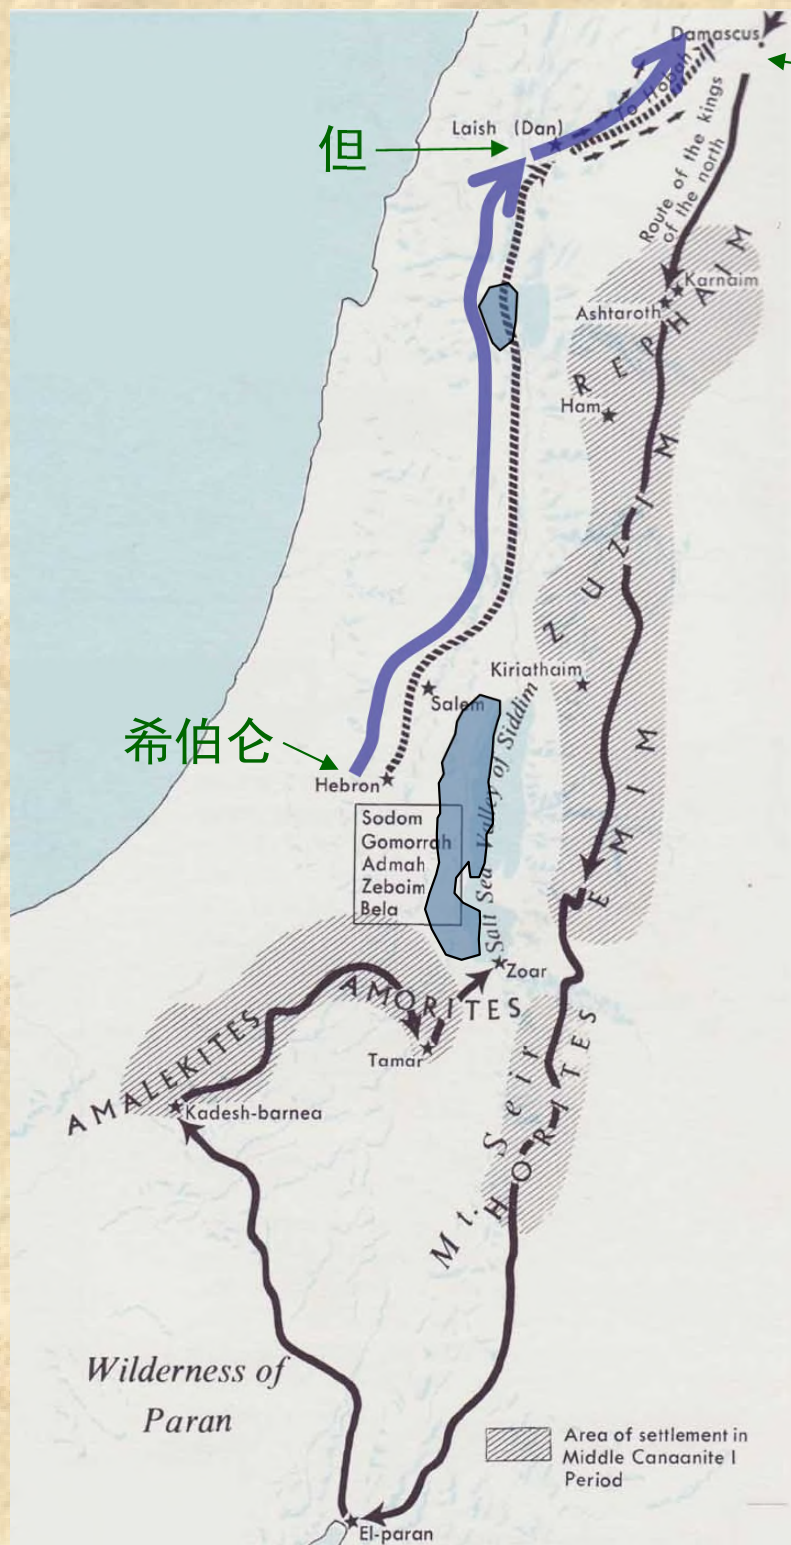 Damascus
Laish (Dan)
但
To Hobah
Route of the kings
of the north
Karnaim
Ashtaroth
REPHAIM
Ham
ZUZIM
Kiriathaim
Salem
Salt Sea Valley of Siddim
希伯仑
Hebron
EMIM
Sodom
Gomorrah
Admah
Zeboim
Bela
Zoar
AMORITES
AMALEKITES
Tamar
Kadesh-barnea
Mt. Seir
HORITES
Wilderness of
Paran
Area of settlement in
Middle Canaanite I
Period
El-paran